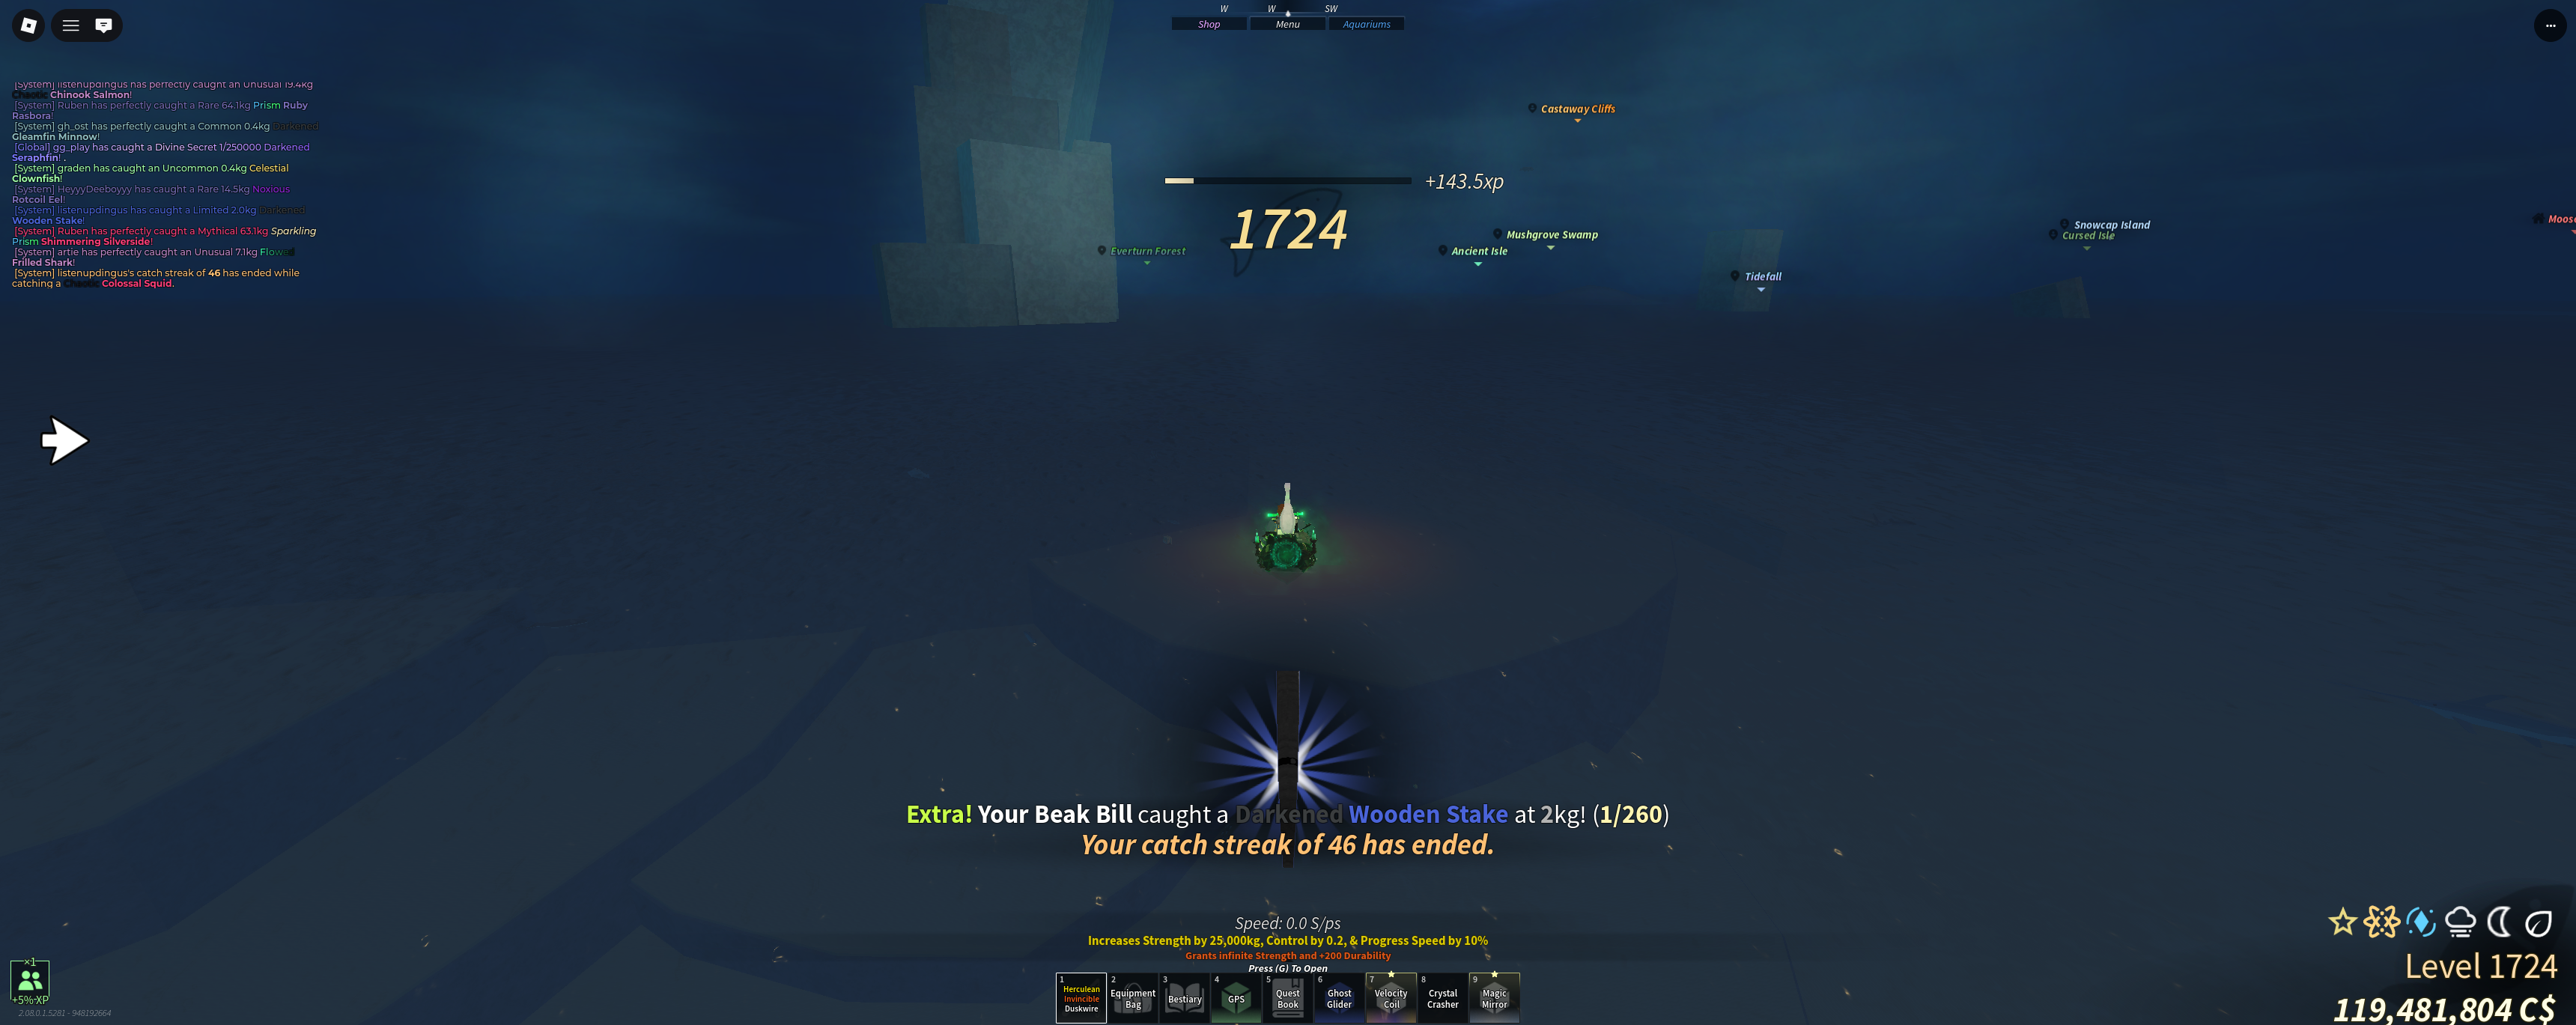 W W SW
Shop Menu Aquariums
[System] listenupdingus has perfectly caught an Unusual 19.4kg
Chaotic Chinook Salmon!
[System] Ruben has perfectly caught a Rare 64.1kg Prism Ruby
Rasbora!
[System] gh_ost has perfectly caught a Common 0.4kg Darkened
Gleamfin Minnow!
[Global] gg_play has caught a Divine Secret 1/250000 Darkened
Seraphfin! .
[System] graden has caught an Uncommon 0.4kg Celestial
Clownfish!
[System] HeyyyDeeboyyy has caught a Rare 14.5kg Noxious
Rotcoil Eel!
[System] listenupdingus has caught a Limited 2.0kg Darkened
Wooden Stake!
[System] Ruben has perfectly caught a Mythical 63.1kg Sparkling
Prism Shimmering Silverside!
[System] artie has perfectly caught an Unusual 7.1kg
Frilled Shark!
[System] listenupdingus's catch streak of 46 has ended while
catching a Chaotic Colossal Squid.
Castaway Cliffs
+143.5xp
1724
Everturn Forest
Mushgrove Swamp
Ancient Isle
Tidefall
Snowcap Island
Cursed Isle
Extra! Your Beak Bill caught a Darkened Wooden Stake at 2kg! (1/260)
Your catch streak of 46 has ended.
Speed: 0.0 S/ps
Increases Strength by 25,000kg, Control by 0.2, & Progress Speed by 10%
Grants infinite Strength and +200 Durability
Press (G) To Open
1 Herculean Invincible Duskwire
2 Equipment Bag
3 Bestiary
4 GPS
5 Quest Book
6 Ghost Glider
7 Velocity Coil
8 Crystal Crasher
9 Magic Mirror
×1
+5% XP
2.08.0.1.5281 - 948192664
Level 1724
119,481,804 C$